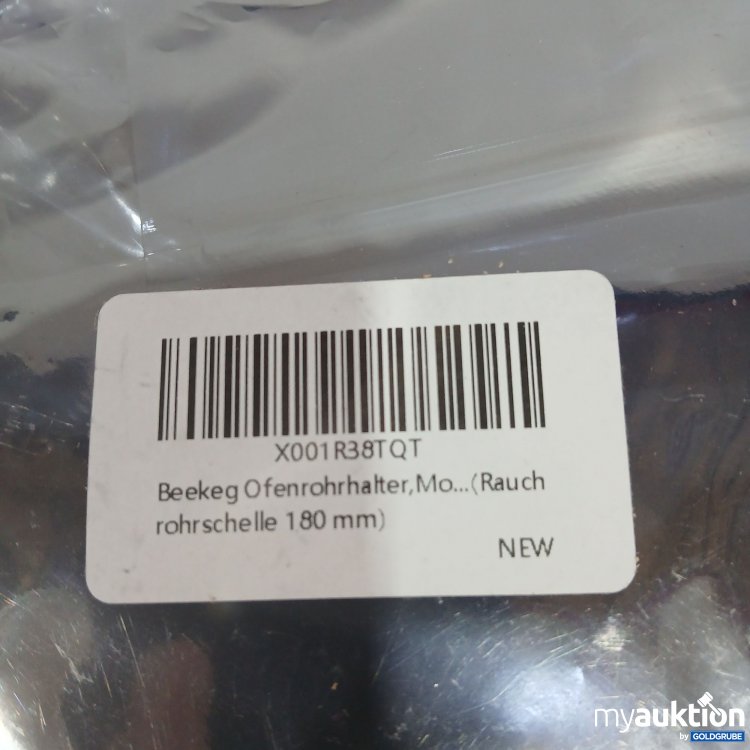 X001R38TQT
Beekeg Ofenrohrhalter,Mo...(Rauch
rohrschelle 180 mm)
NEW
myauktion
by GOLDGRUBE